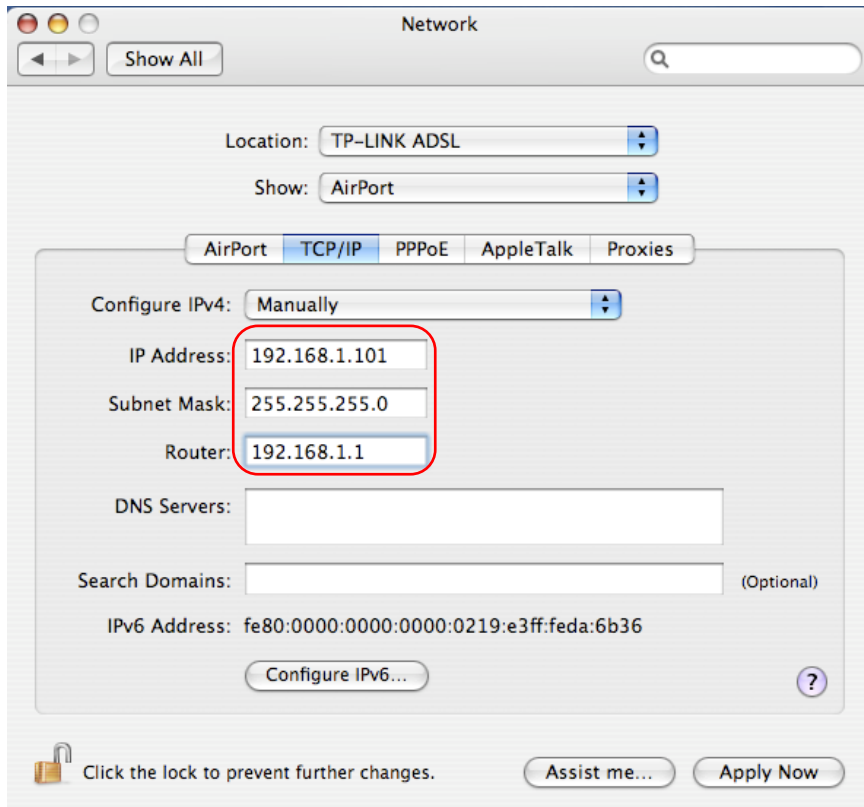 Network
Show All
Location: TP-LINK ADSL
Show: AirPort
AirPort TCP/IP PPPoE AppleTalk Proxies
Configure IPv4: Manually
IP Address: 192.168.1.101
Subnet Mask: 255.255.255.0
Router: 192.168.1.1
DNS Servers:
Search Domains: (Optional)
IPv6 Address: fe80:0000:0000:0000:0219:e3ff:feda:6b36
Configure IPv6... ?
Click the lock to prevent further changes. Assist me... Apply Now